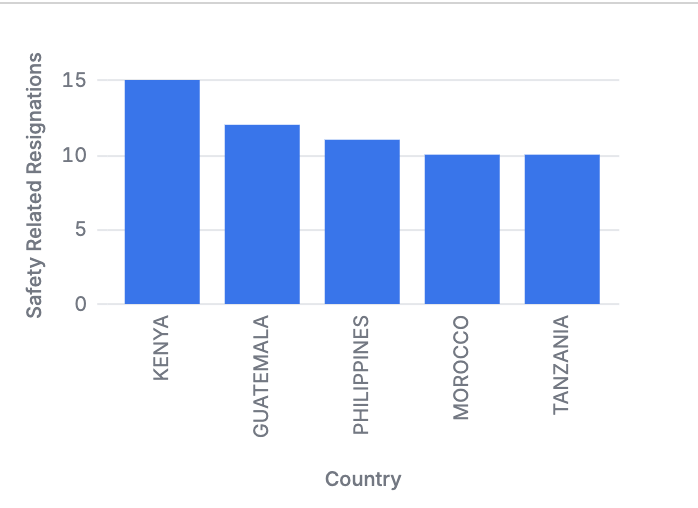 Safety Related Resignations
15
10
5
0
KENYA
GUATEMALA
PHILIPPINES
MOROCCO
TANZANIA
Country